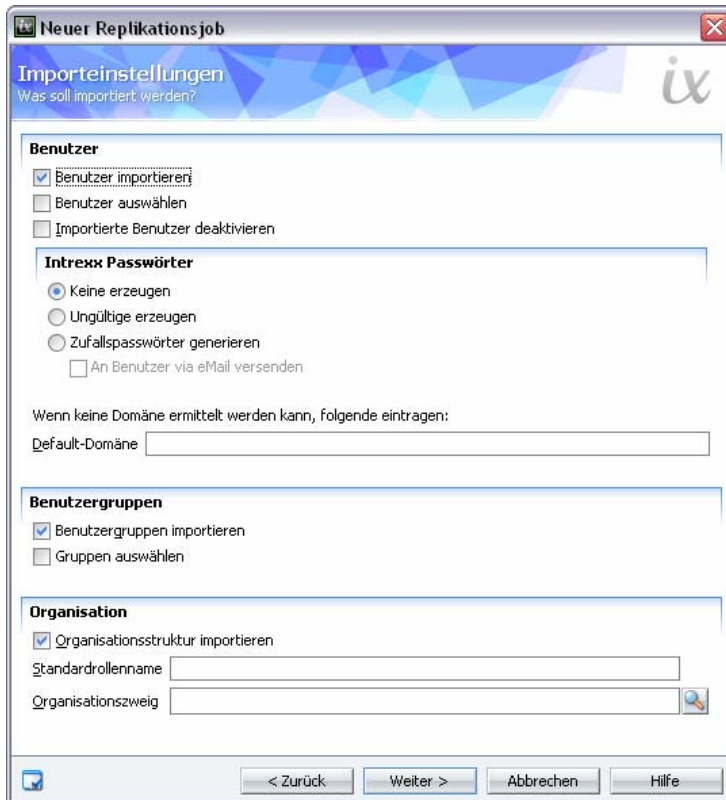 ix Neuer Replikationsjob
Importeinstellungen
Was soll importiert werden?
ix
Benutzer
Benutzer importieren
Benutzer auswählen
Importierte Benutzer deaktivieren
Intrexx Passwörter
Keine erzeugen
Ungültige erzeugen
Zufallspasswörter generieren
An Benutzer via eMail versenden
Wenn keine Domäne ermittelt werden kann, folgende eintragen:
Default-Domäne
Benutzergruppen
Benutzergruppen importieren
Gruppen auswählen
Organisation
Organisationsstruktur importieren
Standardrollenname
Organisationszweig
< Zurück Weiter > Abbrechen Hilfe